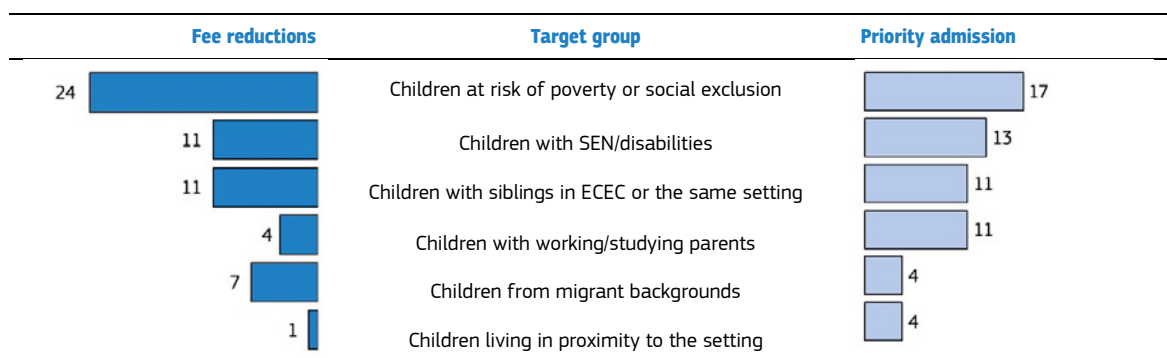 Fee reductions Target group Priority admission
24 Children at risk of poverty or social exclusion 17
11 Children with SEN/disabilities 13
11 Children with siblings in ECEC or the same setting 11
4 Children with working/studying parents 11
7 Children from migrant backgrounds 4
1 Children living in proximity to the setting 4